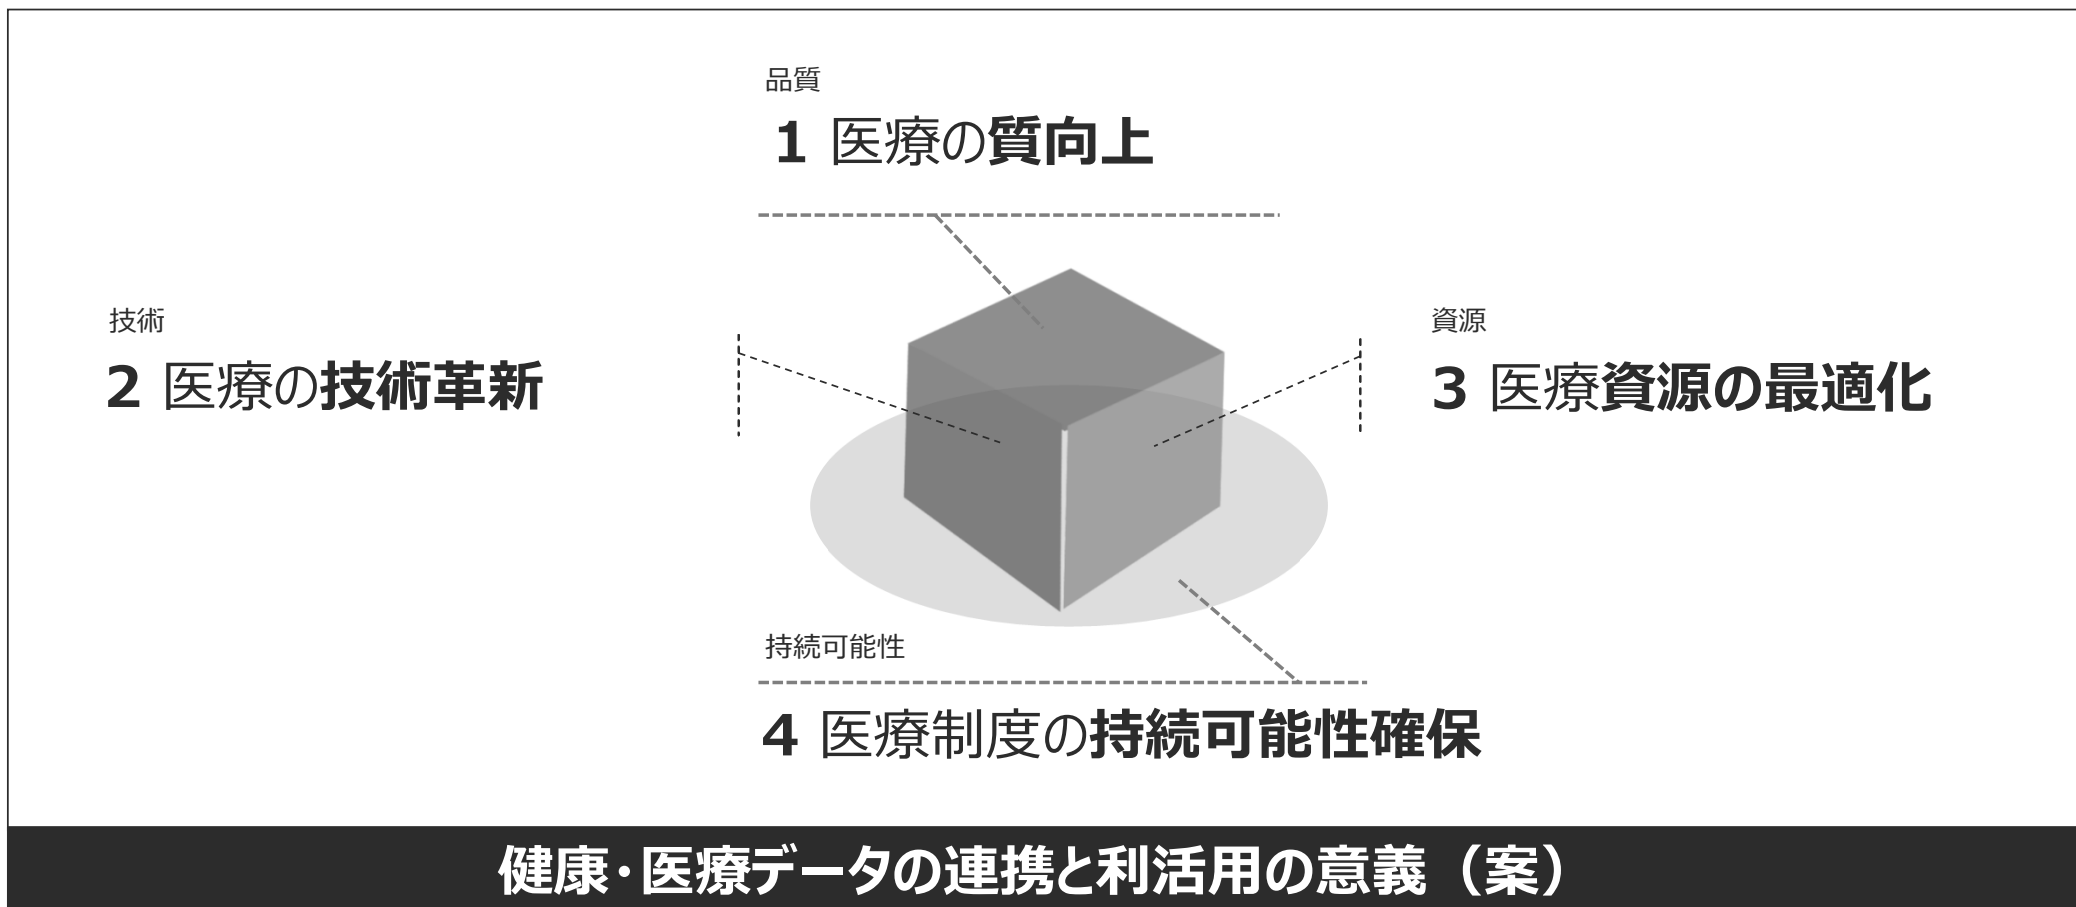 品質
1 医療の質向上
技術
2 医療の技術革新
資源
3 医療資源の最適化
持続可能性
4 医療制度の持続可能性確保
健康・医療データの連携と利活用の意義（案）